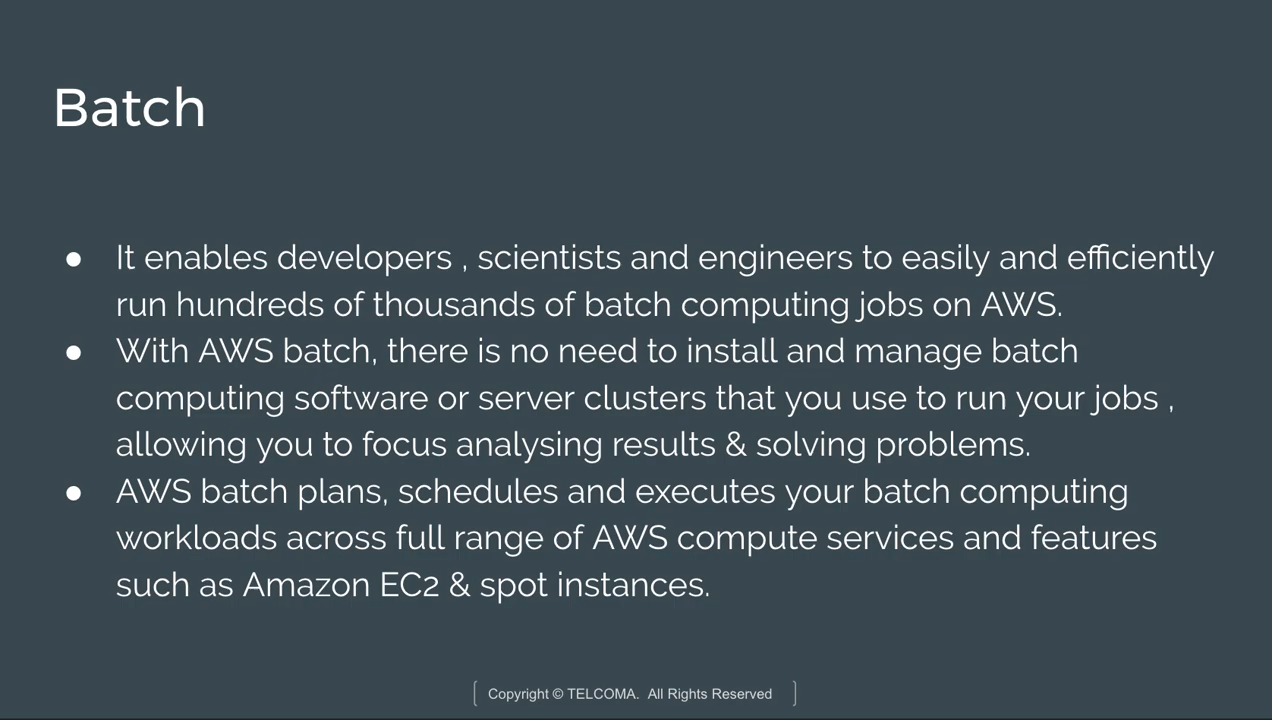 Batch
● It enables developers , scientists and engineers to easily and efficiently
run hundreds of thousands of batch computing jobs on AWS.
● With AWS batch, there is no need to install and manage batch
computing software or server clusters that you use to run your jobs ,
allowing you to focus analysing results & solving problems.
● AWS batch plans, schedules and executes your batch computing
workloads across full range of AWS compute services and features
such as Amazon EC2 & spot instances.
Copyright © TELCOMA. All Rights Reserved